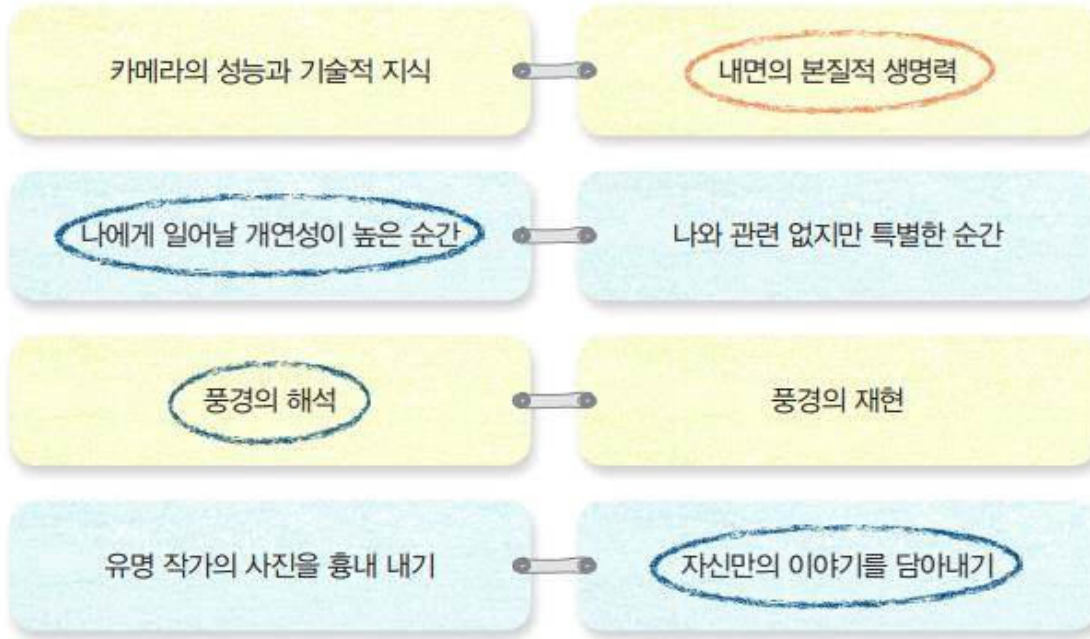 카메라의 성능과 기술적 지식
내면의 본질적 생명력
나에게 일어날 개연성이 높은 순간
나와 관련 없지만 특별한 순간
풍경의 해석
풍경의 재현
유명 작가의 사진을 흉내 내기
자신만의 이야기를 담아내기